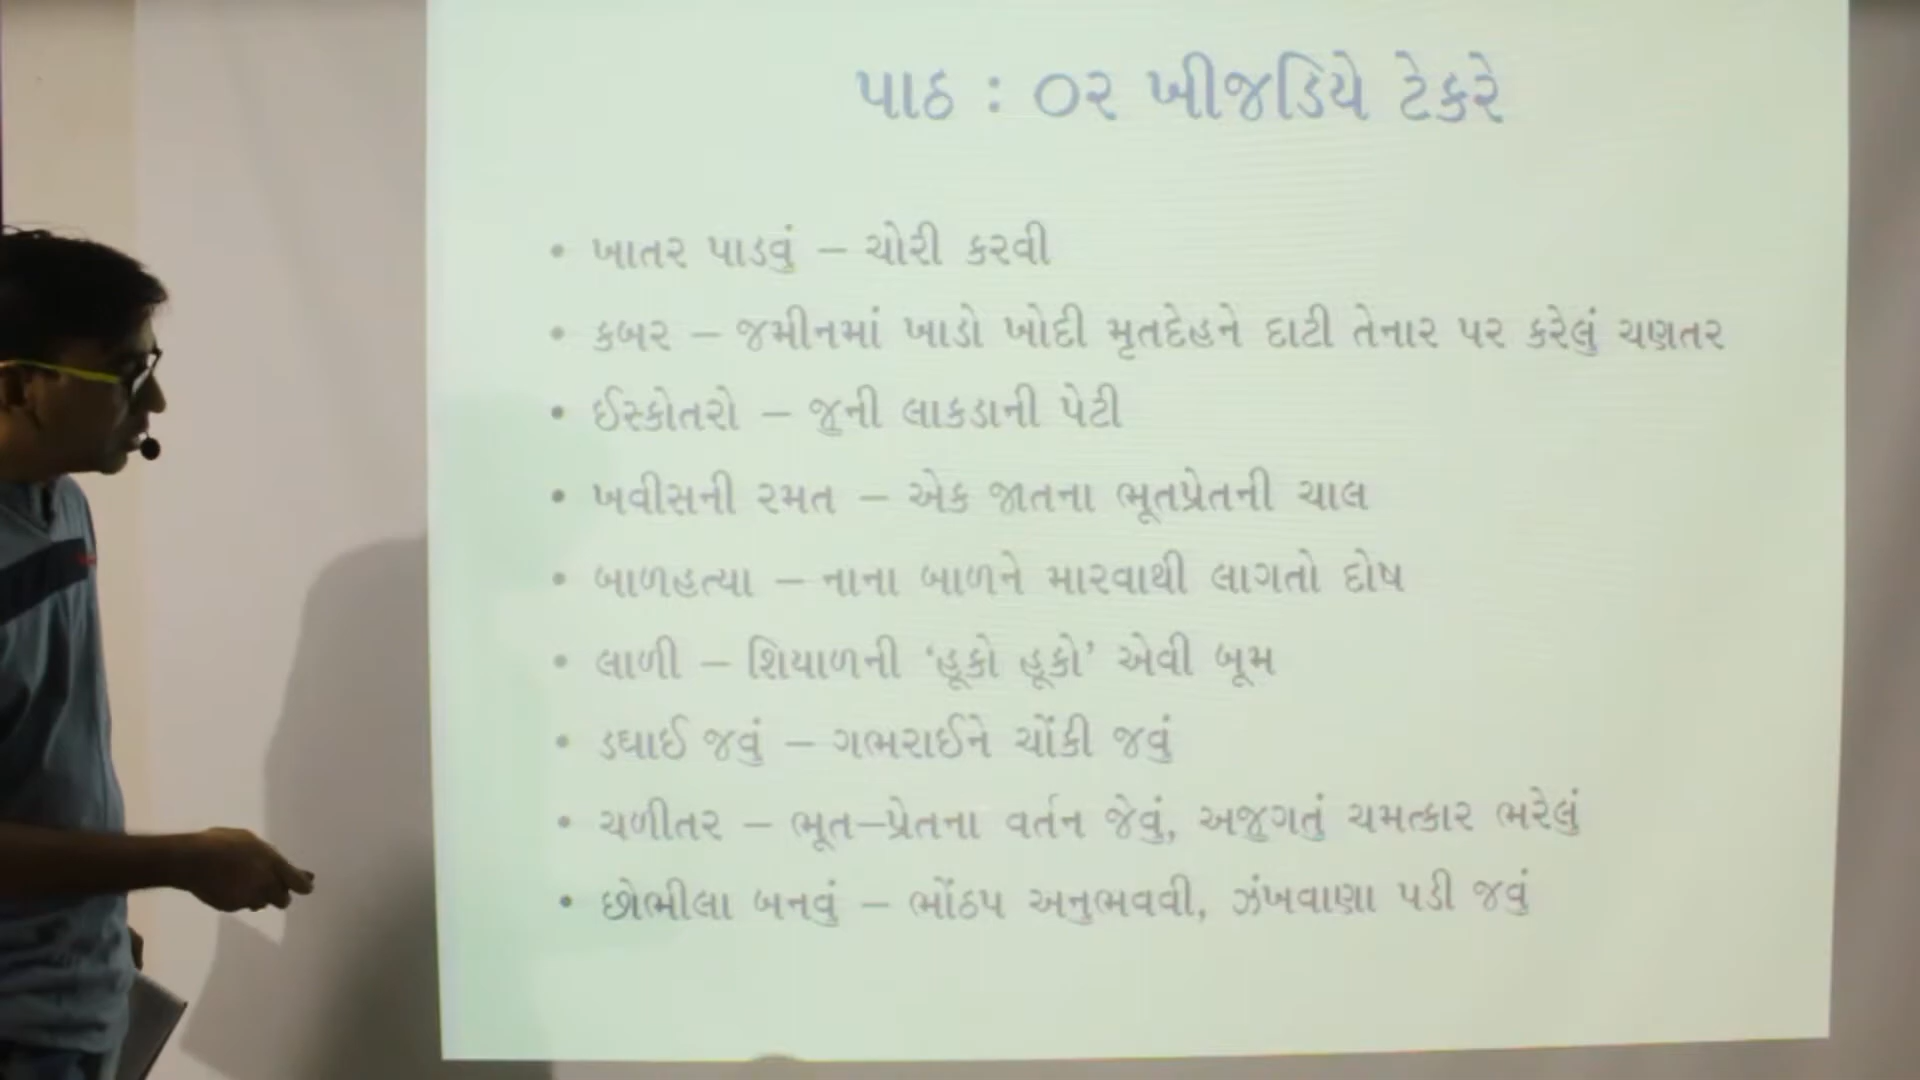 પાઠ : ૦૨ ખીજડિયે ટેકરે
• ખાતર પાડવું – ચોરી કરવી
• કબર – જમીનમાં ખાડો ખોદી મૃતદેહને દાટી તેનાર પર કરેલું ચણતર
• ઈસ્કોતરો – જુની લાકડાની પેટી
• ખવીસની રમત – એક જાતના ભૂતપ્રેતની ચાલ
• બાળહત્યા – નાના બાળને મારવાથી લાગતો દોષ
• લાળી – શિયાળની ‘હૂકો હૂકો’ એવી બૂમ
• ડઘાઈ જવું – ગભરાઈને ચોંકી જવું
• ચળીતર – ભૂત–પ્રેતના વર્તન જેવું, અજુગતું ચમત્કાર ભરેલું
• છોભીલા બનવું – ભોંઠપ અનુભવવી, ઝંખવાણા પડી જવું